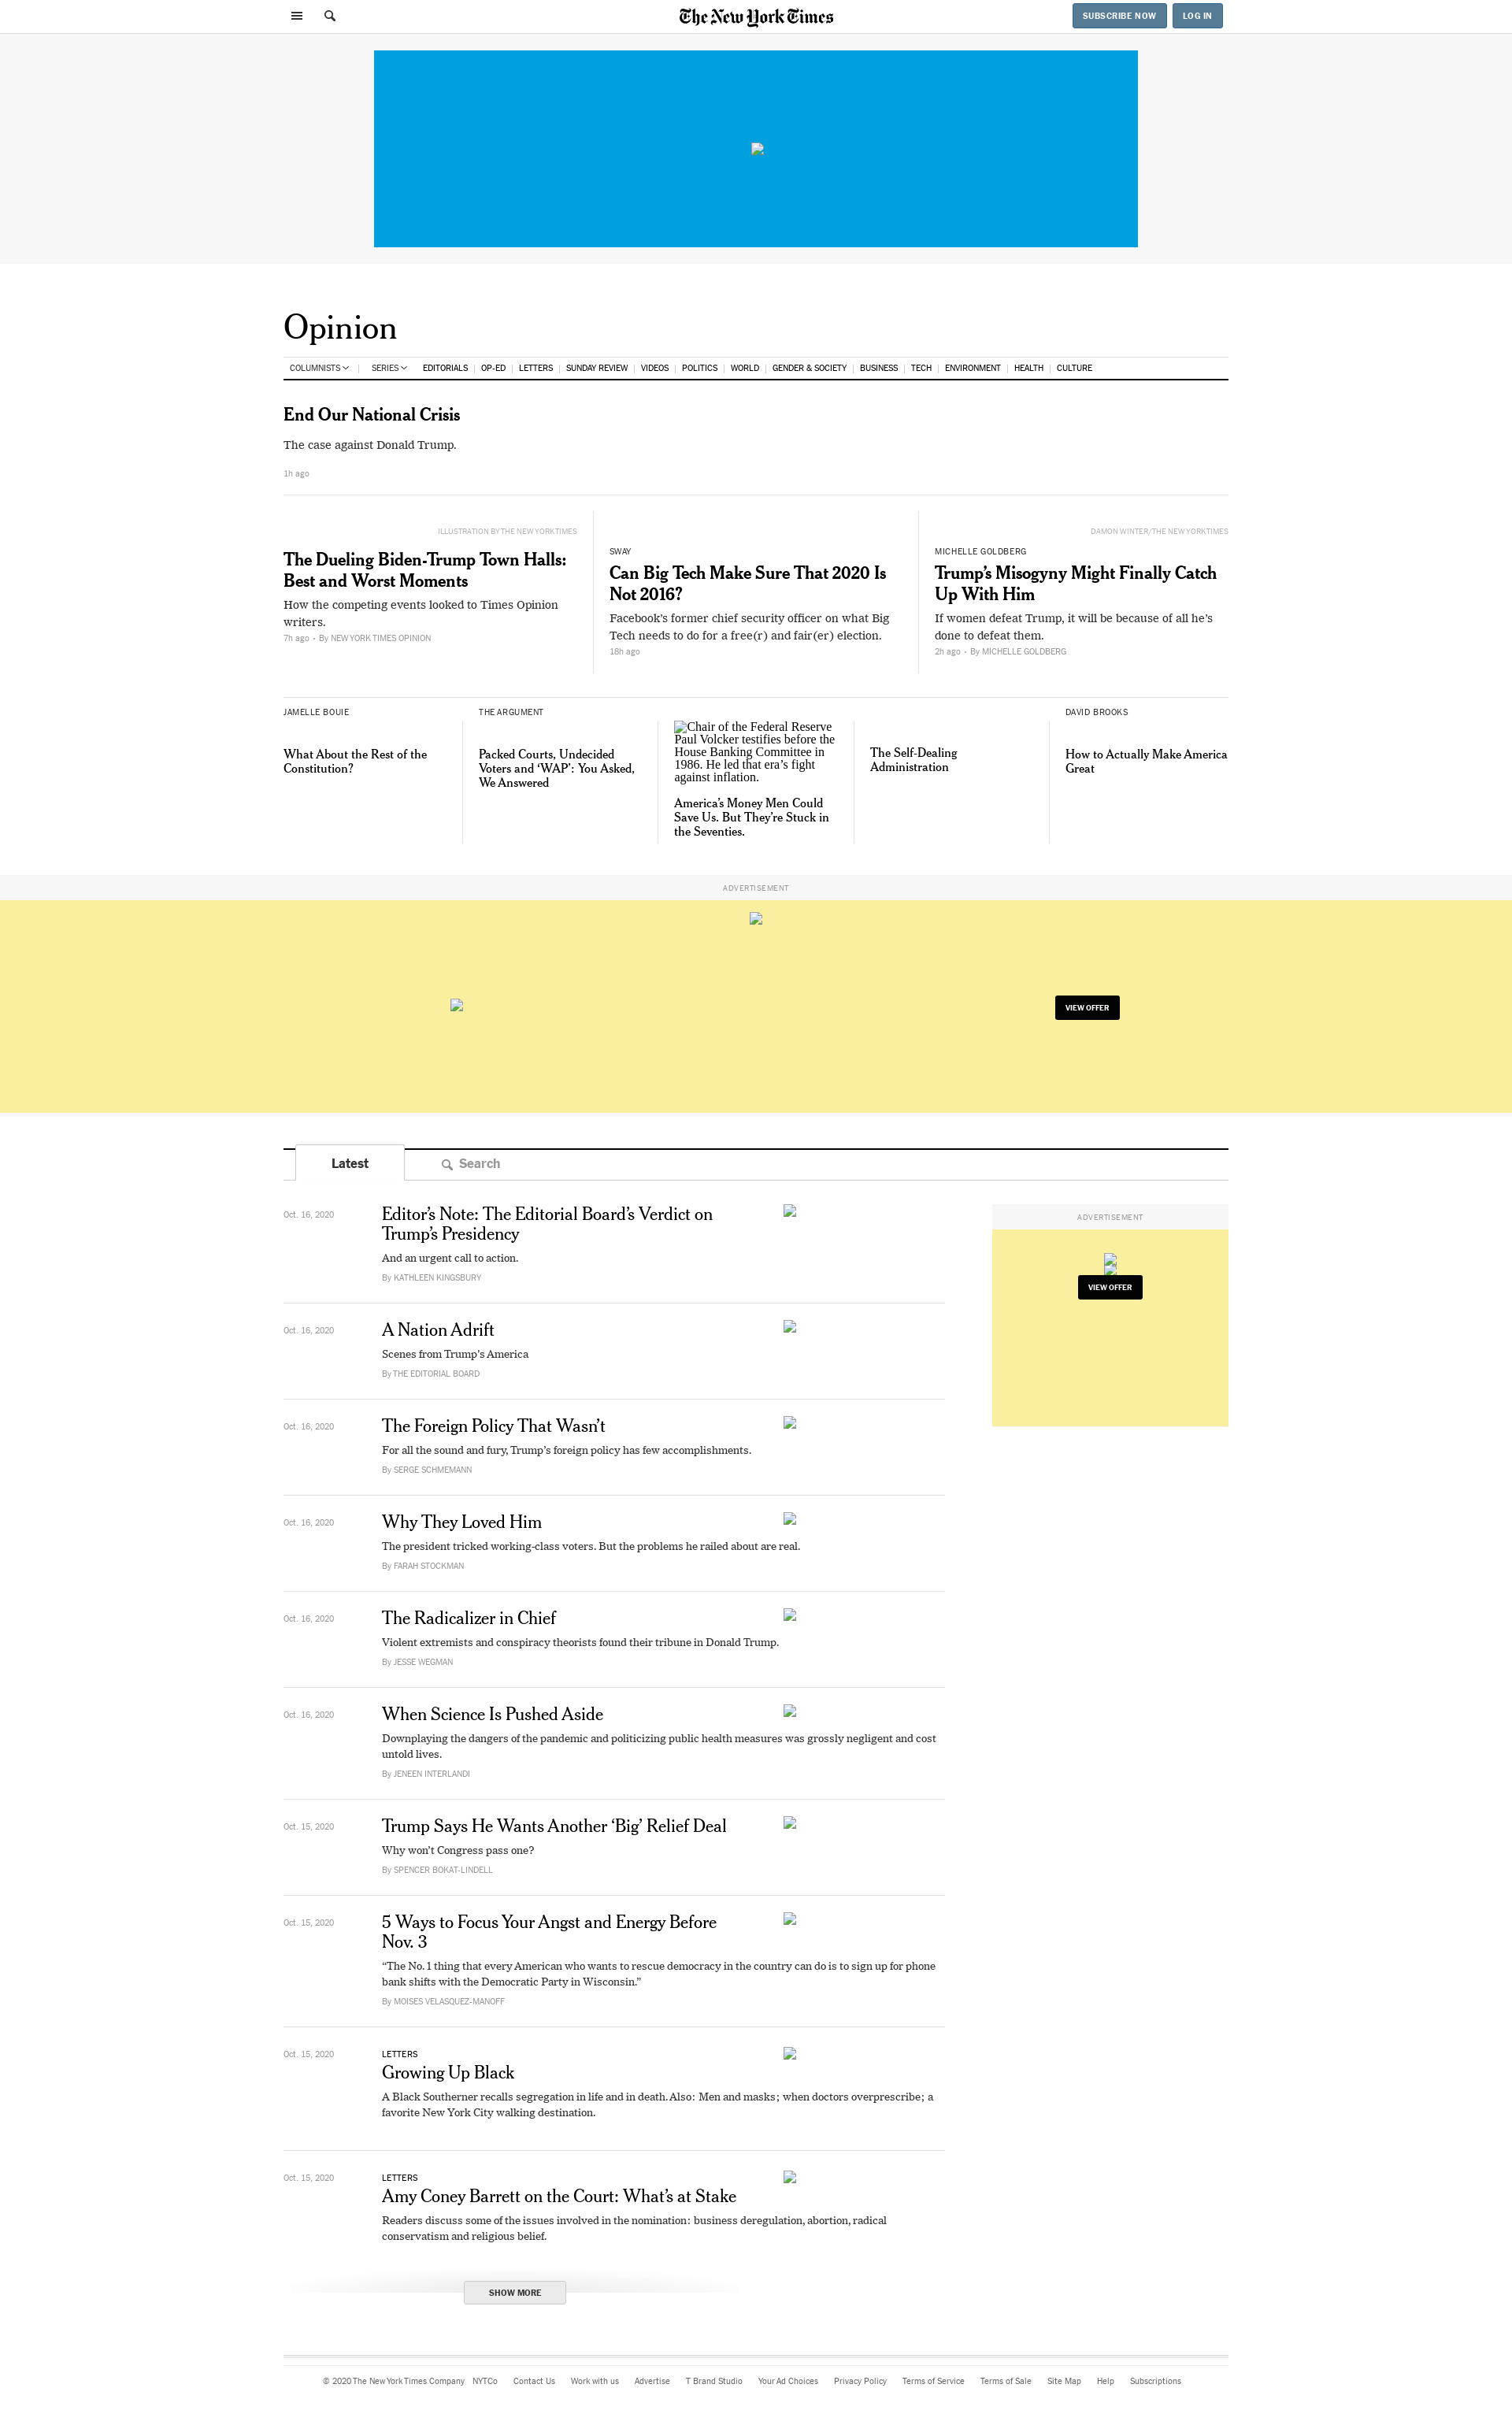 The New York Times
SUBSCRIBE NOW
LOG IN
Opinion
COLUMNISTS
SERIES
EDITORIALS
OP-ED
LETTERS
SUNDAY REVIEW
VIDEOS
POLITICS
WORLD
GENDER & SOCIETY
BUSINESS
TECH
ENVIRONMENT
HEALTH
CULTURE
End Our National Crisis
The case against Donald Trump.
1h ago
ILLUSTRATION BY THE NEW YORK TIMES
The Dueling Biden-Trump Town Halls:
Best and Worst Moments
How the competing events looked to Times Opinion
writers.
7h ago • By NEW YORK TIMES OPINION
SWAY
Can Big Tech Make Sure That 2020 Is
Not 2016?
Facebook’s former chief security officer on what Big
Tech needs to do for a free(r) and fair(er) election.
18h ago
DAMON WINTER/THE NEW YORK TIMES
MICHELLE GOLDBERG
Trump’s Misogyny Might Finally Catch
Up With Him
If women defeat Trump, it will be because of all he’s
done to defeat them.
2h ago • By MICHELLE GOLDBERG
JAMELLE BOUIE
What About the Rest of the
Constitution?
THE ARGUMENT
Packed Courts, Undecided
Voters and ‘WAP’: You Asked,
We Answered
Chair of the Federal Reserve
Paul Volcker testifies before the
House Banking Committee in
1986. He led that era’s fight
against inflation.
America’s Money Men Could
Save Us. But They’re Stuck in
the Seventies.
The Self-Dealing
Administration
DAVID BROOKS
How to Actually Make America
Great
ADVERTISEMENT
VIEW OFFER
Latest
Search
Oct. 16, 2020
Editor’s Note: The Editorial Board’s Verdict on
Trump’s Presidency
And an urgent call to action.
By KATHLEEN KINGSBURY
ADVERTISEMENT
VIEW OFFER
Oct. 16, 2020
A Nation Adrift
Scenes from Trump’s America
By THE EDITORIAL BOARD
Oct. 16, 2020
The Foreign Policy That Wasn’t
For all the sound and fury, Trump’s foreign policy has few accomplishments.
By SERGE SCHMEMANN
Oct. 16, 2020
Why They Loved Him
The president tricked working-class voters. But the problems he railed about are real.
By FARAH STOCKMAN
Oct. 16, 2020
The Radicalizer in Chief
Violent extremists and conspiracy theorists found their tribune in Donald Trump.
By JESSE WEGMAN
Oct. 16, 2020
When Science Is Pushed Aside
Downplaying the dangers of the pandemic and politicizing public health measures was grossly negligent and cost
untold lives.
By JENEEN INTERLANDI
Oct. 15, 2020
Trump Says He Wants Another ‘Big’ Relief Deal
Why won’t Congress pass one?
By SPENCER BOKAT-LINDELL
Oct. 15, 2020
5 Ways to Focus Your Angst and Energy Before
Nov. 3
“The No. 1 thing that every American who wants to rescue democracy in the country can do is to sign up for phone
bank shifts with the Democratic Party in Wisconsin.”
By MOISES VELASQUEZ-MANOFF
Oct. 15, 2020
LETTERS
Growing Up Black
A Black Southerner recalls segregation in life and in death. Also: Men and masks; when doctors overprescribe; a
favorite New York City walking destination.
Oct. 15, 2020
LETTERS
Amy Coney Barrett on the Court: What’s at Stake
Readers discuss some of the issues involved in the nomination: business deregulation, abortion, radical
conservatism and religious belief.
SHOW MORE
© 2020 The New York Times Company NYTCo Contact Us Work with us Advertise T Brand Studio Your Ad Choices Privacy Policy Terms of Service Terms of Sale Site Map Help Subscriptions